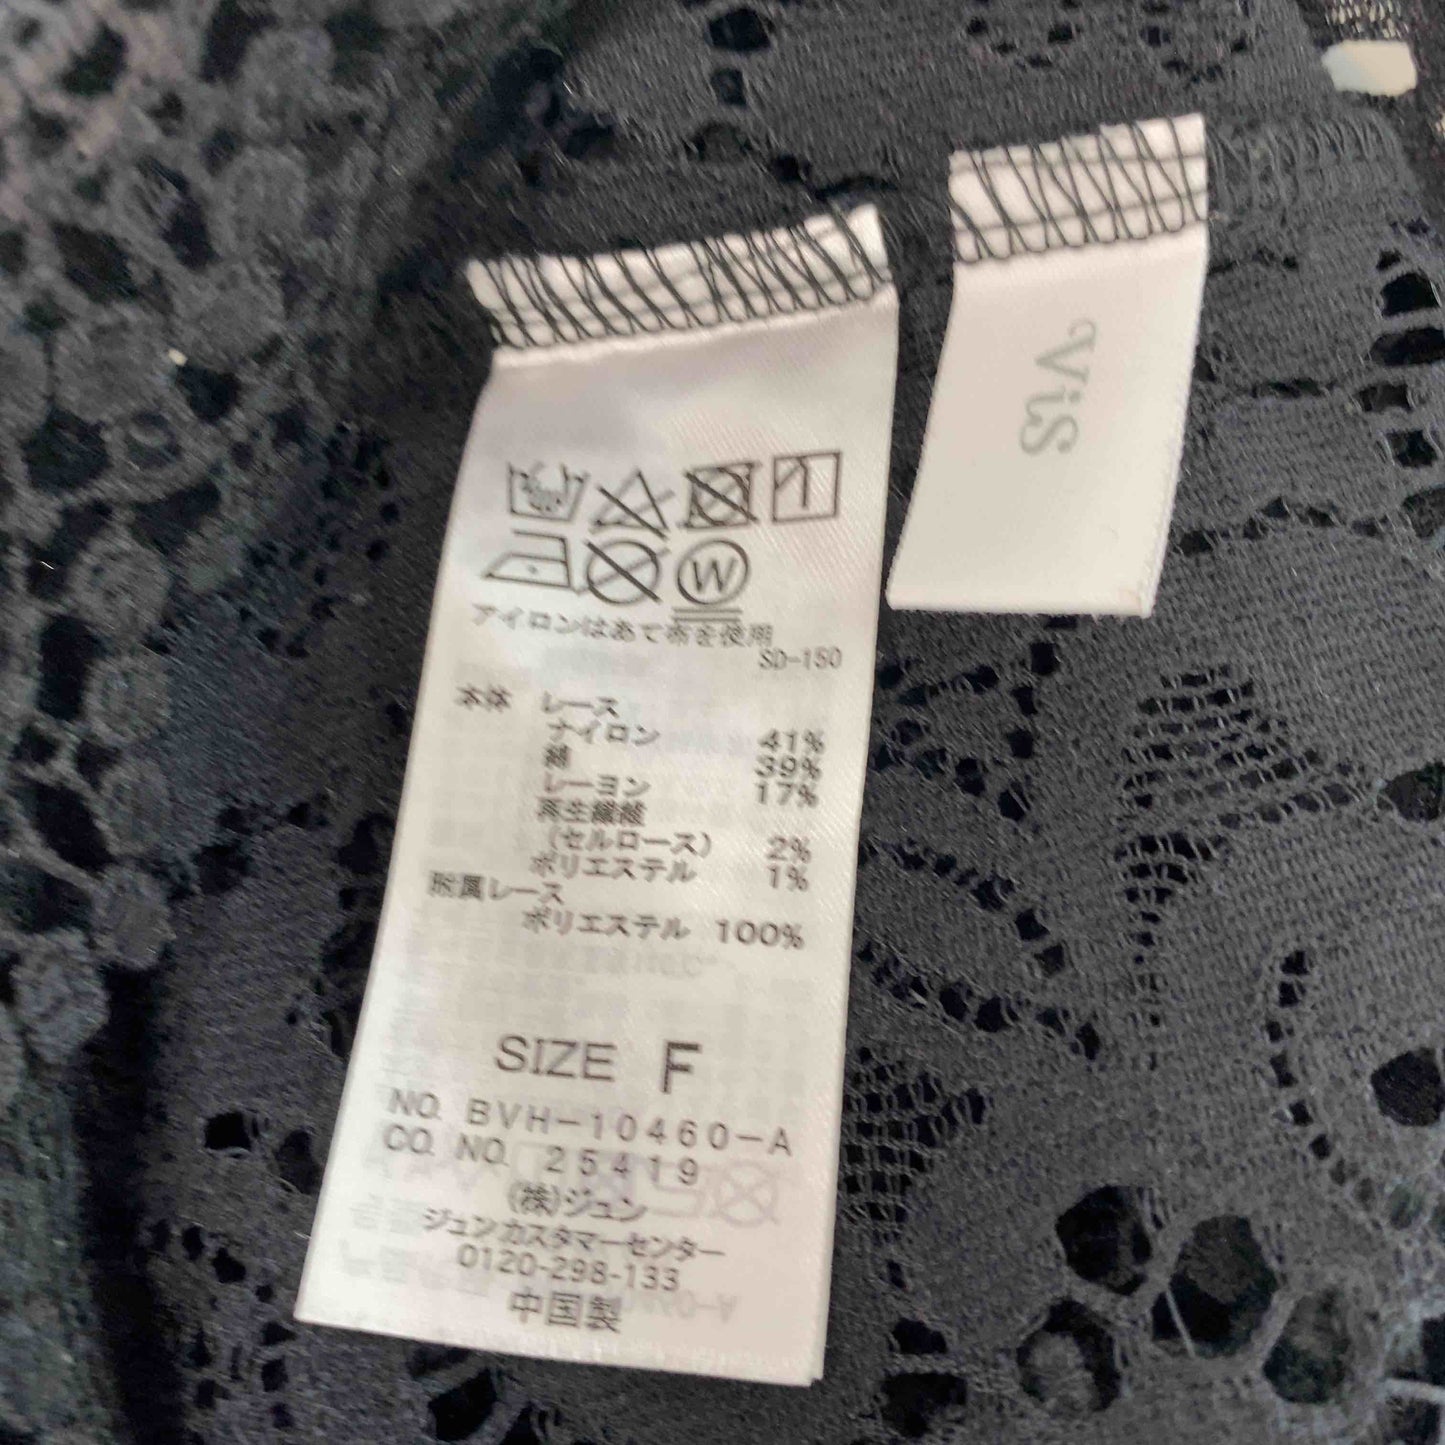 ViS
W
アイロンはあて布を使用
SD-150
本体 レース
ナイロン 41%
綿 39%
レーヨン 17%
再生繊維
(セルロース) 2%
ポリエステル 1%
附属レース
ポリエステル 100%
SIZE F
NO. BVH-10460-A
CO. NO. 25419
(株)ジュン
ジュンカスタマーセンター
0120-298-133
中国製